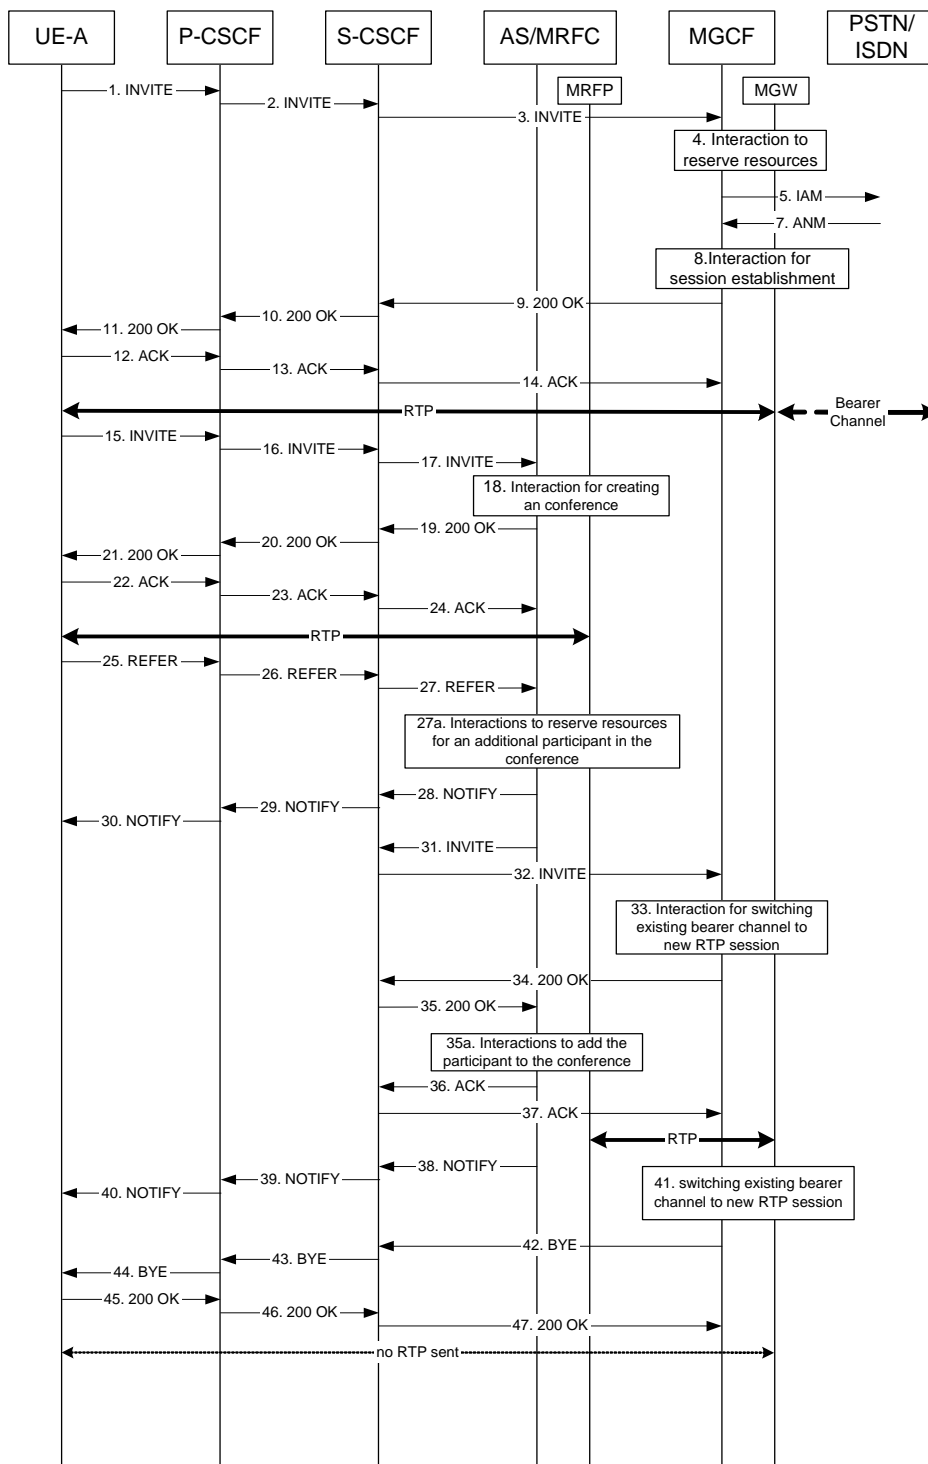 UE-A
P-CSCF
S-CSCF
AS/MRFC
MGCF
PSTN/
ISDN
MRFP
MGW
1. INVITE
2. INVITE
3. INVITE
4. Interaction to
reserve resources
5. IAM
7. ANM
8.Interaction for
session establishment
9. 200 OK
10. 200 OK
11. 200 OK
12. ACK
13. ACK
14. ACK
RTP
Bearer
Channel
15. INVITE
16. INVITE
17. INVITE
18. Interaction for creating
an conference
19. 200 OK
20. 200 OK
21. 200 OK
22. ACK
23. ACK
24. ACK
RTP
25. REFER
26. REFER
27. REFER
27a. Interactions to reserve resources
for an additional participant in the
conference
28. NOTIFY
29. NOTIFY
30. NOTIFY
31. INVITE
32. INVITE
33. Interaction for switching
existing bearer channel to
new RTP session
34. 200 OK
35. 200 OK
35a. Interactions to add the
participant to the conference
36. ACK
37. ACK
RTP
38. NOTIFY
39. NOTIFY
40. NOTIFY
41. switching existing bearer
channel to new RTP session
42. BYE
43. BYE
44. BYE
45. 200 OK
46. 200 OK
47. 200 OK
no RTP sent